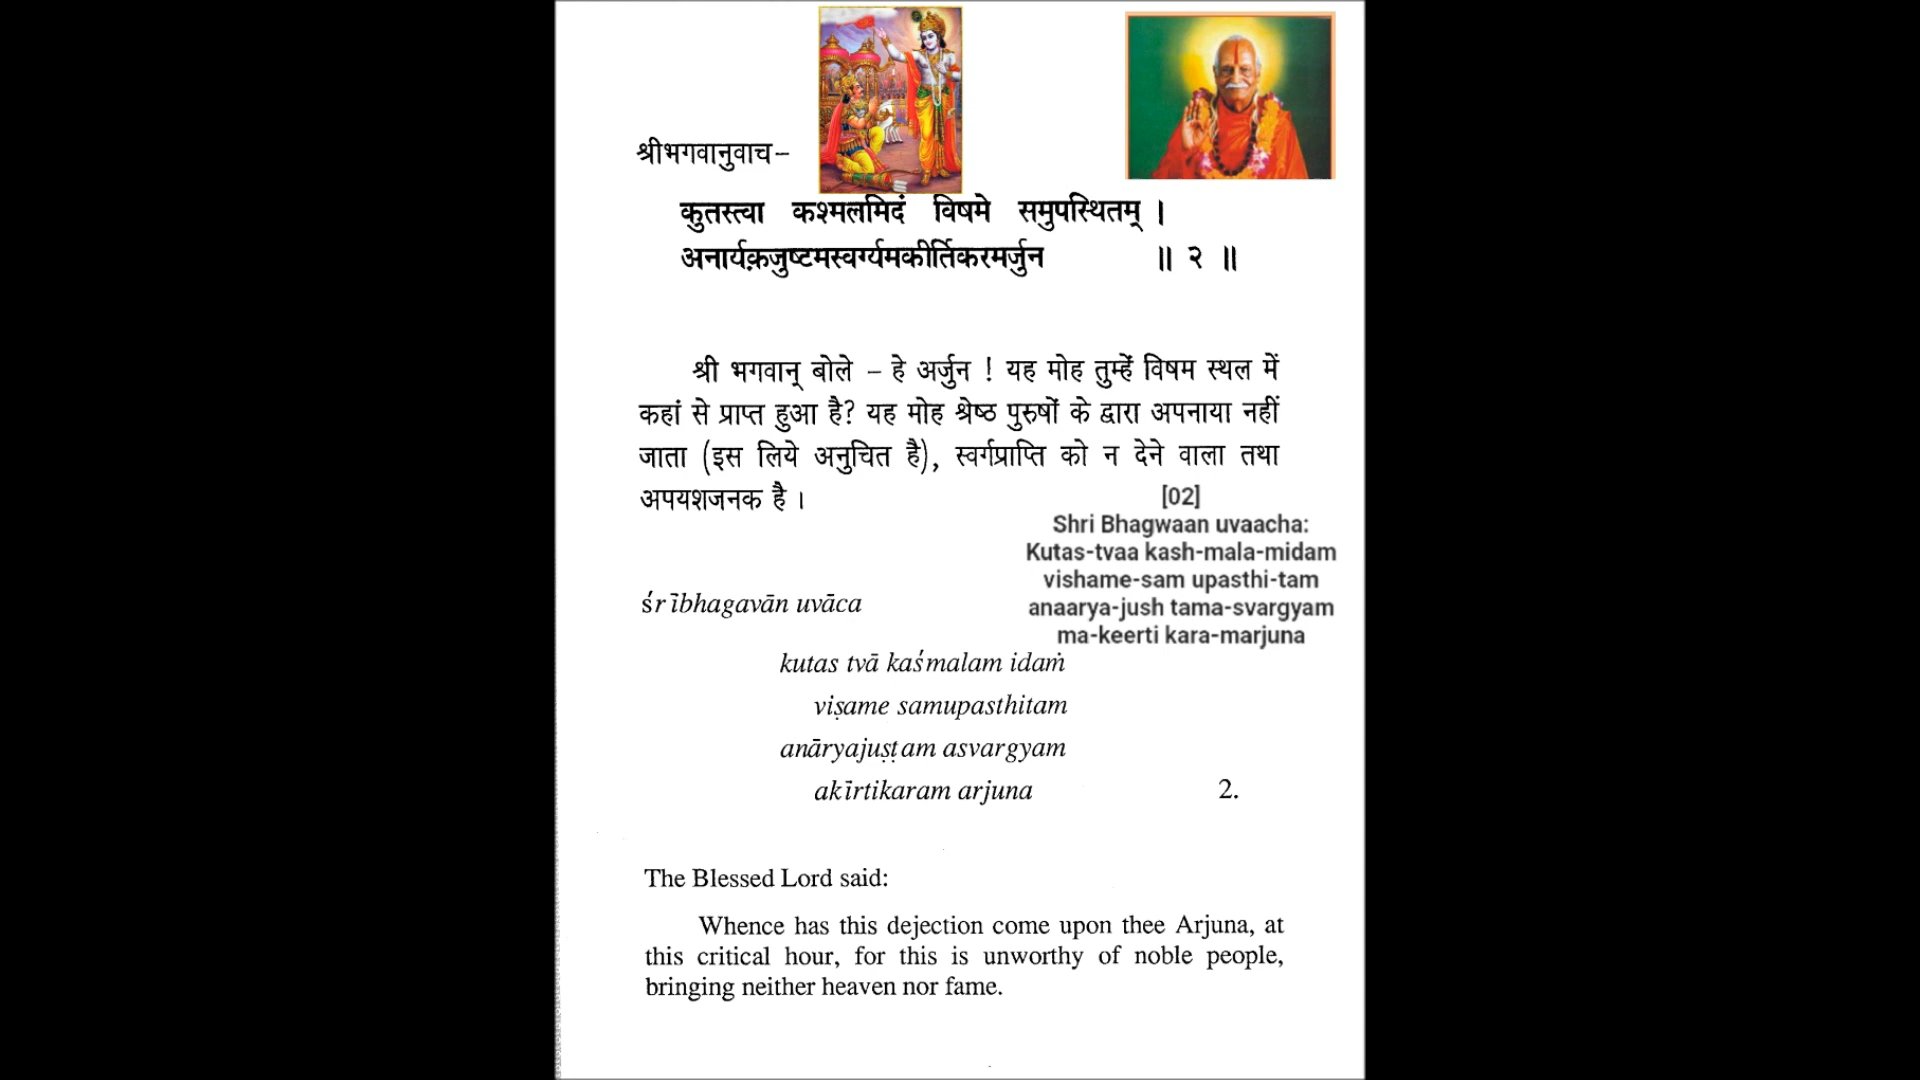 श्रीभगवानुवाच–
कुतस्त्वा कश्मलमिदं विषमे समुपस्थितम् ।
अनार्यक़जुष्टमस्वर्ग्यमकीर्तिकरमर्जुन ॥ २ ॥
श्री भगवान् बोले – हे अर्जुन ! यह मोह तुम्हें विषम स्थल में
कहां से प्राप्त हुआ है? यह मोह श्रेष्ठ पुरुषों के द्वारा अपनाया नहीं
जाता (इस लिये अनुचित है), स्वर्गप्राप्ति को न देने वाला तथा
अपयशजनक है ।
[02]
Shri Bhagwaan uvaacha:
Kutas-tvaa kash-mala-midam
vishame-sam upasthi-tam
anaarya-jush tama-svargyam
ma-keerti kara-marjuna
śrībhagavān uvāca
kutas tvā kaśmalam idaṁ
viṣame samupasthitam
anāryajuṣṭam asvargyam
akīrtikaram arjuna 2.
The Blessed Lord said:
Whence has this dejection come upon thee Arjuna, at
this critical hour, for this is unworthy of noble people,
bringing neither heaven nor fame.